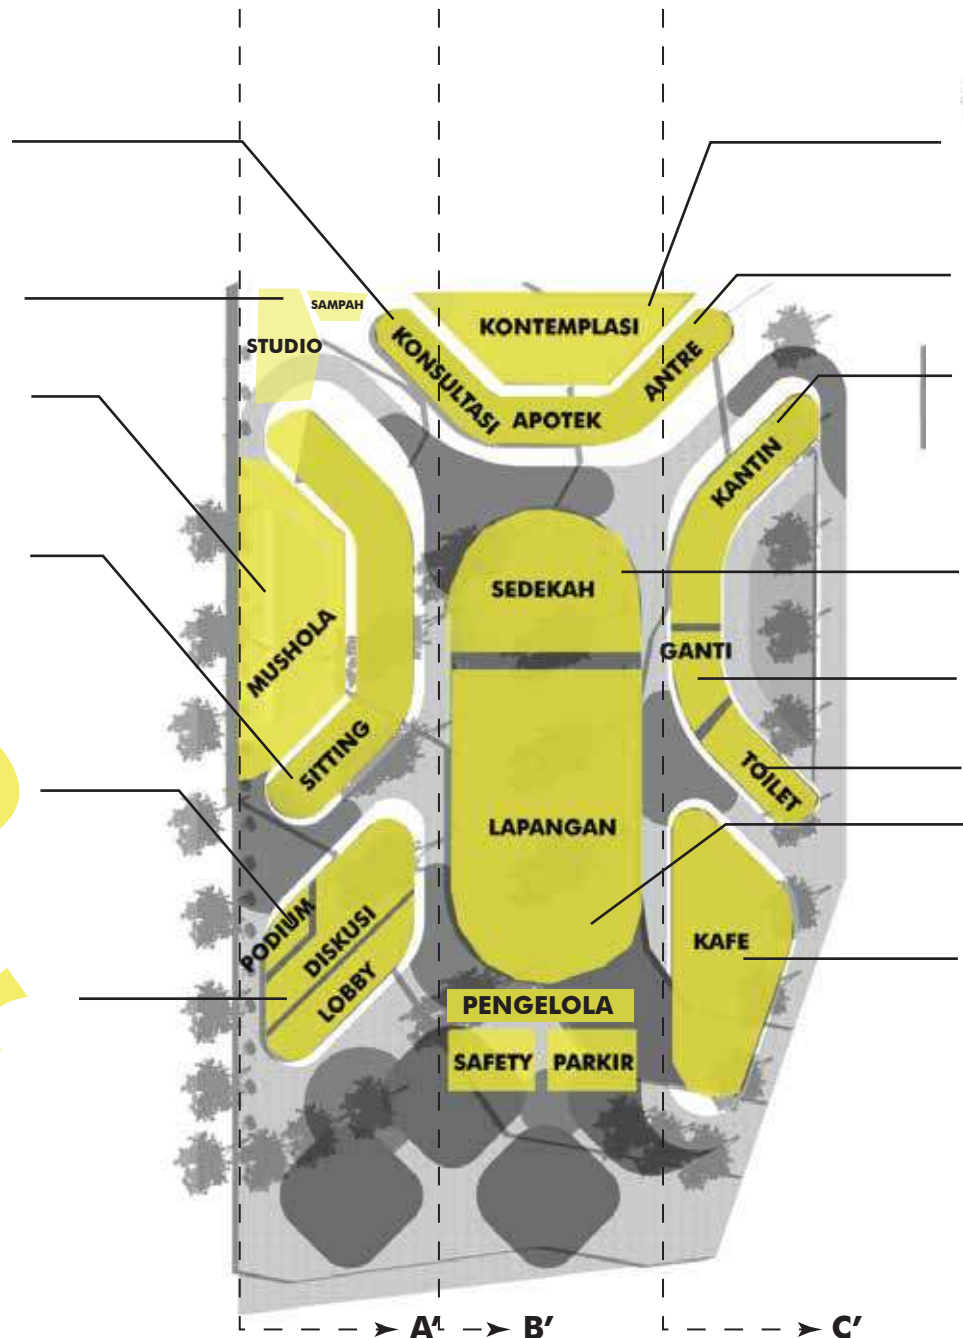 SAMPAH
KONTEMPLASI
STUDIO
KONSULTASI
ANTRE
APOTEK
KANTIN
SEDEKAH
MUSHOLA
GANTI
SITTING
TOILET
LAPANGAN
PODIUM
DISKUSI
KAFE
LOBBY
PENGELOLA
SAFETY
PARKIR
A'
B'
C'